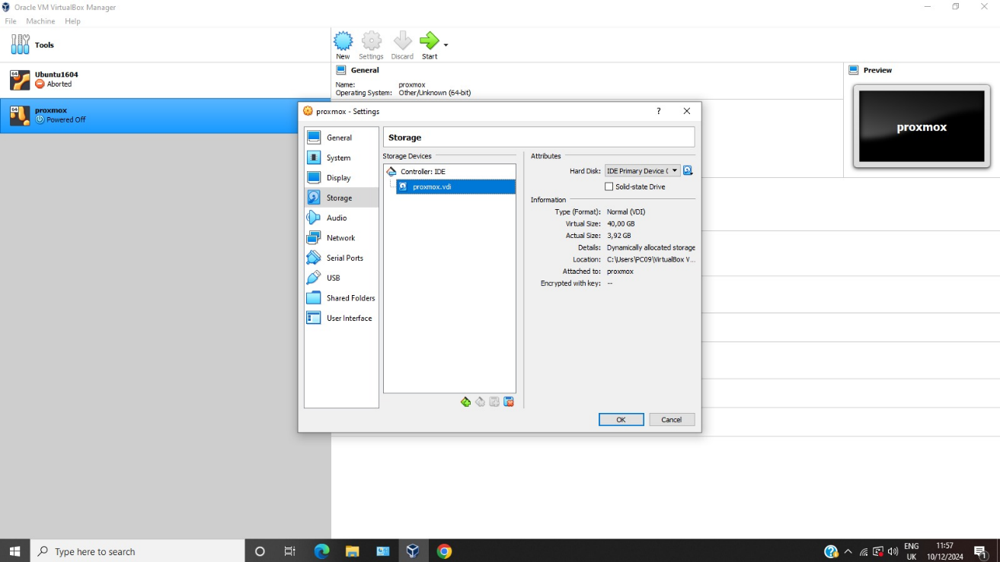 Oracle VM VirtualBox Manager
File Machine Help
Tools
New Settings Discard Start
64 Ubuntu1604
Aborted
64 proxmox
Powered Off
General
Name: proxmox
Operating System: Other/Unknown (64-bit)
Preview
proxmox
proxmox - Settings
?
General
System
Display
Storage
Audio
Network
Serial Ports
USB
Shared Folders
User Interface
Storage
Storage Devices
Controller: IDE
proxmox.vdi
Attributes
Hard Disk: IDE Primary Device (
Solid-state Drive
Information
Type (Format): Normal (VDI)
Virtual Size: 40,00 GB
Actual Size: 3,92 GB
Details: Dynamically allocated storage
Location: C:\Users\PC09\VirtualBox V...
Attached to: proxmox
Encrypted with key: --
OK Cancel
Type here to search
ENG
UK
11:57
10/12/2024
1